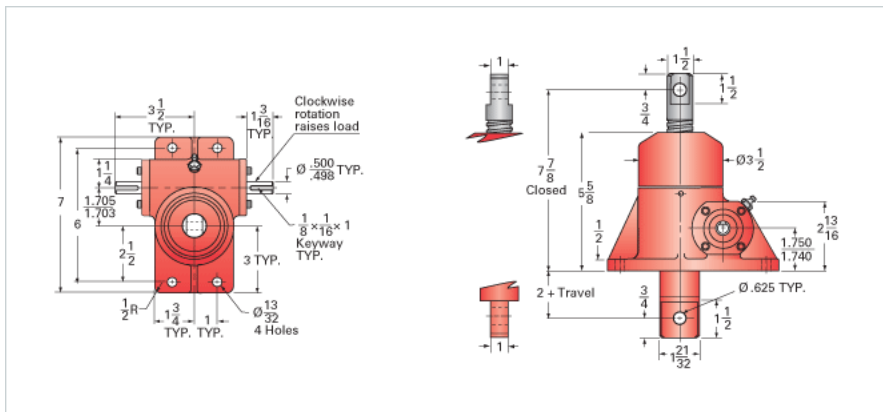 3 1/2
TYP.
1 3/16
TYP.
Clockwise
rotation
raises load
Ø .500/.498 TYP.
1 1/4
7
6
1.705/1.703
2 1/2
1/8 × 1/16 × 1
Keyway
TYP.
3 TYP.
1/2 R
1 3/4
TYP.
1
TYP.
Ø 13/32
4 Holes
1
1 1/2
1 1/2
3/4
7 7/8
Closed
5 5/8
Ø3 1/2
1/2
2 13/16
1.750/1.740
2 + Travel
3/4
Ø .625 TYP.
1 1/2
1
1 21/32